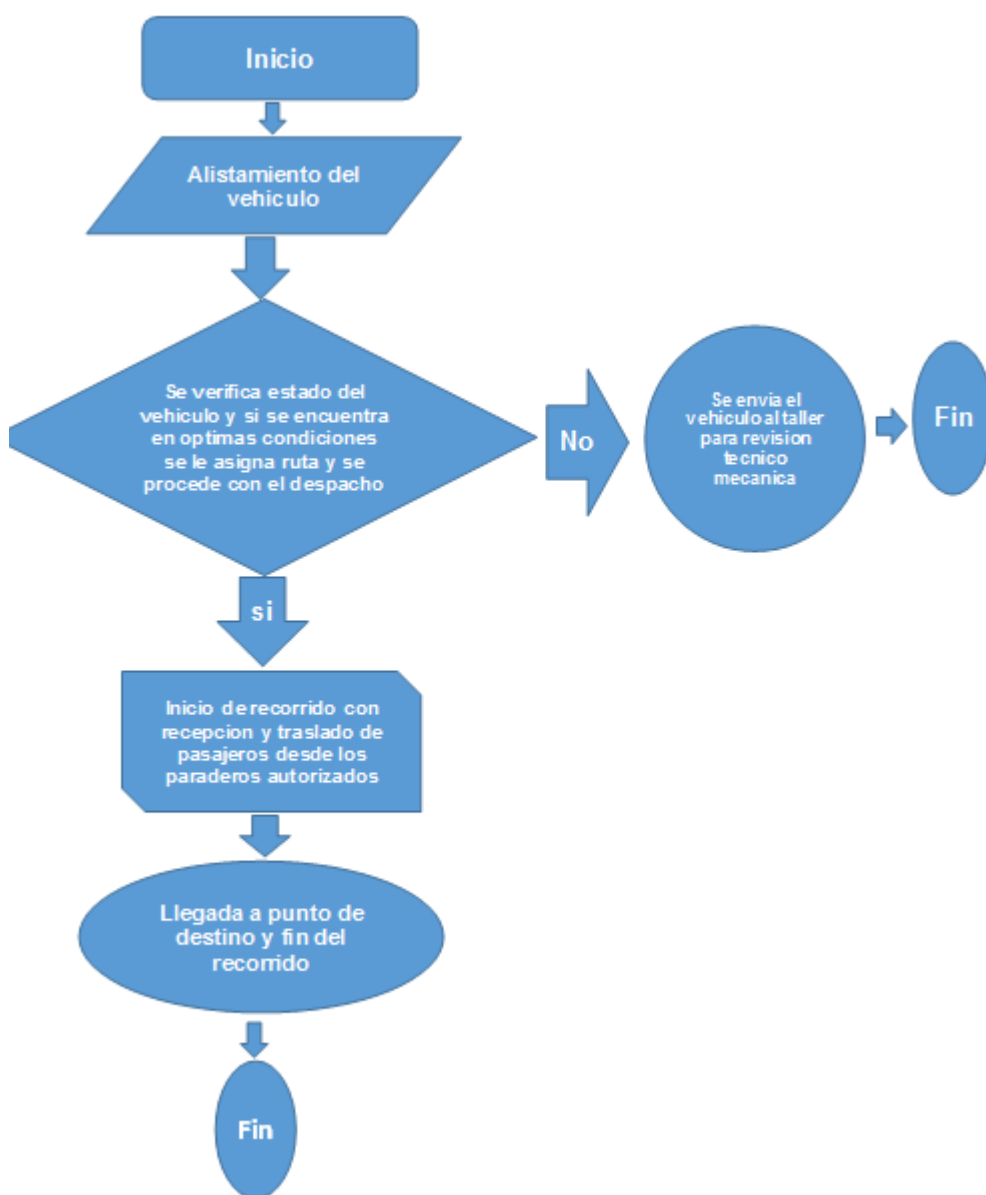 Inicio
Alistamiento del
vehiculo
Se verifica estado del
vehiculo y si se encuentra
en optimas condiciones
se le asigna ruta y se
procede con el despacho
No
Se envia el
vehiculo al taller
para revision
tecnico
mecanica
Fin
si
Inicio de recorrido con
recepcion y traslado de
pasajeros desde los
paraderos autorizados
Llegada a punto de
destino y fin del
recorrido
Fin